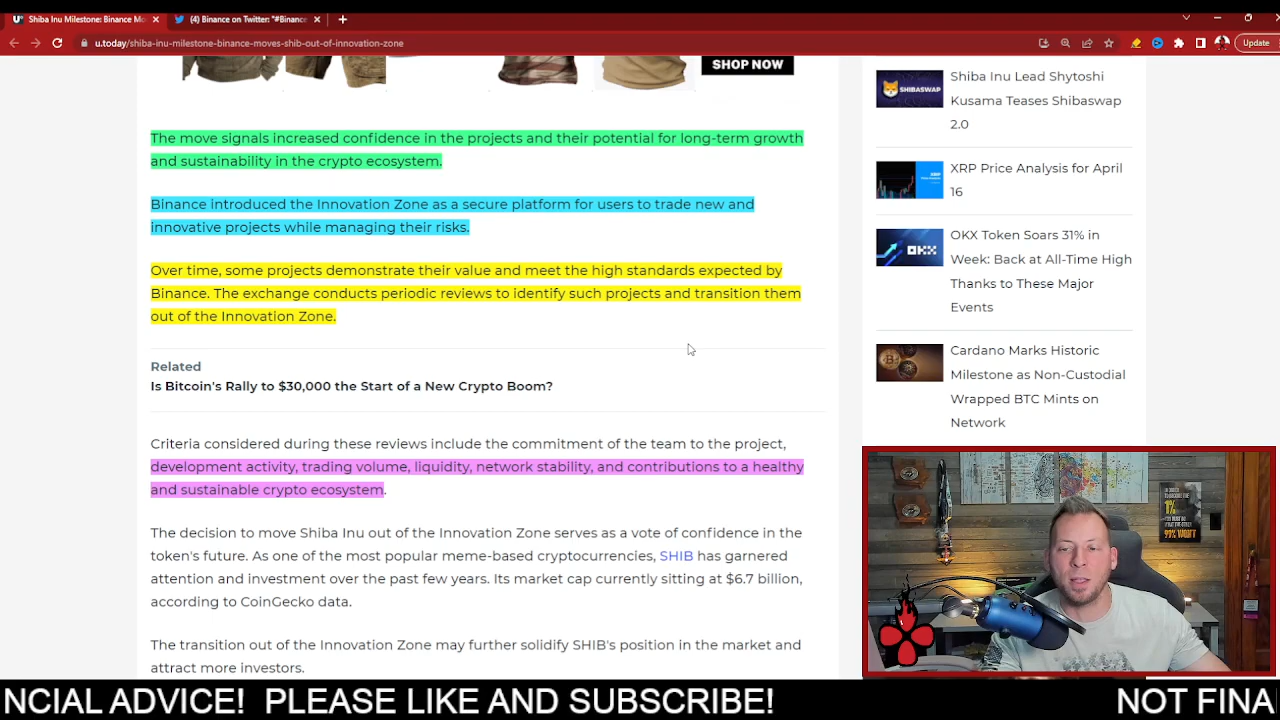 Shiba Inu Milestone: Binance Mo
(4) Binance on Twitter: "#Binance
u.today/shiba-inu-milestone-binance-moves-shib-out-of-innovation-zone
Update
SHOP NOW
The move signals increased confidence in the projects and their potential for long-term growth
and sustainability in the crypto ecosystem.
Binance introduced the Innovation Zone as a secure platform for users to trade new and
innovative projects while managing their risks.
Over time, some projects demonstrate their value and meet the high standards expected by
Binance. The exchange conducts periodic reviews to identify such projects and transition them
out of the Innovation Zone.
Related
Is Bitcoin's Rally to $30,000 the Start of a New Crypto Boom?
Criteria considered during these reviews include the commitment of the team to the project,
development activity, trading volume, liquidity, network stability, and contributions to a healthy
and sustainable crypto ecosystem.
The decision to move Shiba Inu out of the Innovation Zone serves as a vote of confidence in the
token's future. As one of the most popular meme-based cryptocurrencies, SHIB has garnered
attention and investment over the past few years. Its market cap currently sitting at $6.7 billion,
according to CoinGecko data.
The transition out of the Innovation Zone may further solidify SHIB's position in the market and
attract more investors.
SHIBASWAP
Shiba Inu Lead Shytoshi
Kusama Teases Shibaswap
2.0
XRP Price Analysis for April
16
OKX
OKX Token Soars 31% in
Week: Back at All-Time High
Thanks to These Major
Events
Cardano Marks Historic
Milestone as Non-Custodial
Wrapped BTC Mints on
Network
1%
99% WON'T
NCIAL ADVICE! PLEASE LIKE AND SUBSCRIBE!
NOT FINA